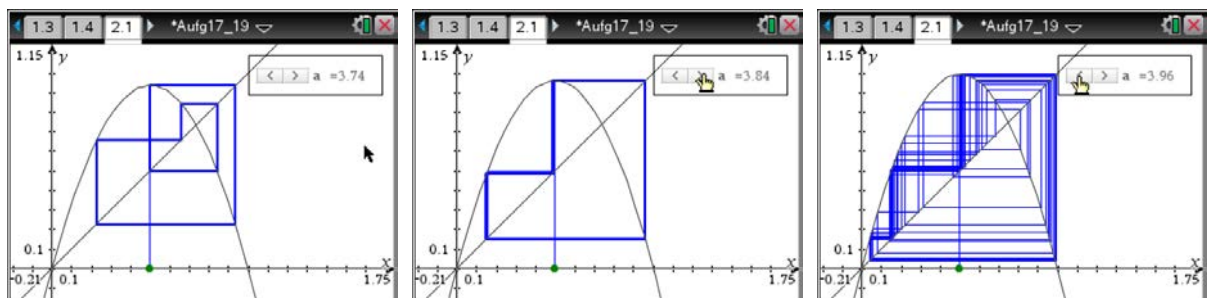 1.3 1.4 2.1 *Aufg17_19
1.15 y
< > a =3.74
0.1
-0.21 0.1 x 1.75
1.3 1.4 2.1 *Aufg17_19
1.15 y
< > a =3.84
0.1
-0.21 0.1 x 1.75
1.3 1.4 2.1 *Aufg17_19
1.15 y
< > a =3.96
0.1
-0.21 0.1 x 1.75